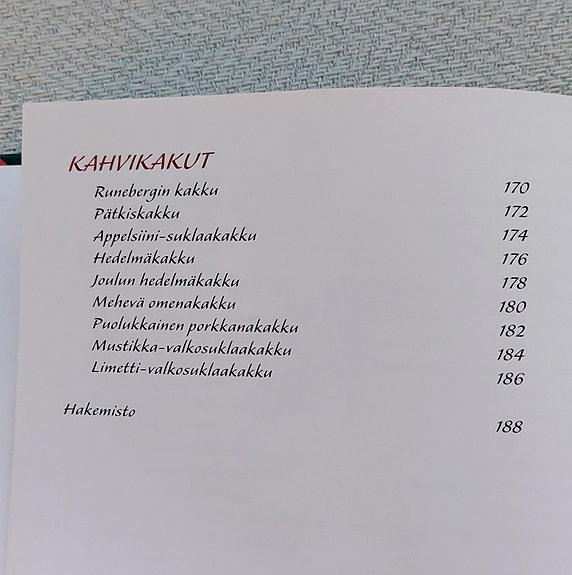 KAHVIKAKUT
Runebergin kakku 170
Pätkiskakku 172
Appelsiini-suklaakakku 174
Hedelmäkakku 176
Joulun hedelmäkakku 178
Mehevä omenakakku 180
Puolukkainen porkkanakakku 182
Mustikka-valkosuklaakakku 184
Limetti-valkosuklaakakku 186
Hakemisto 188